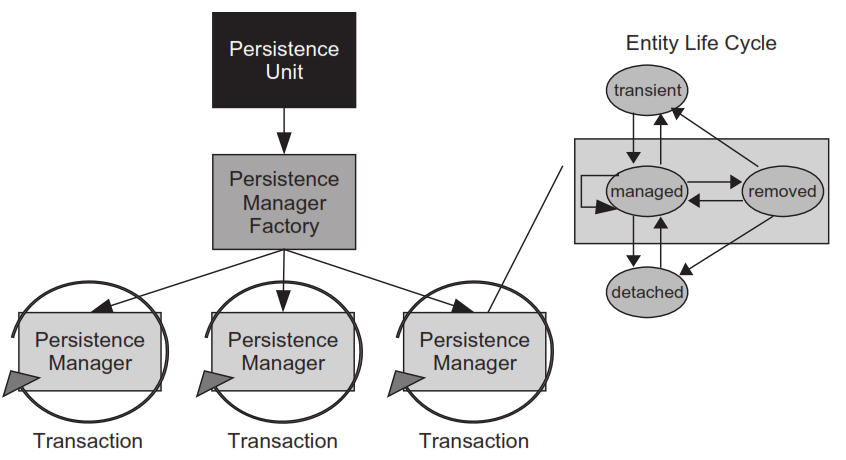 Persistence
Unit
Persistence
Manager
Factory
Persistence
Manager
Transaction
Persistence
Manager
Transaction
Persistence
Manager
Transaction
Entity Life Cycle
transient
managed
removed
detached